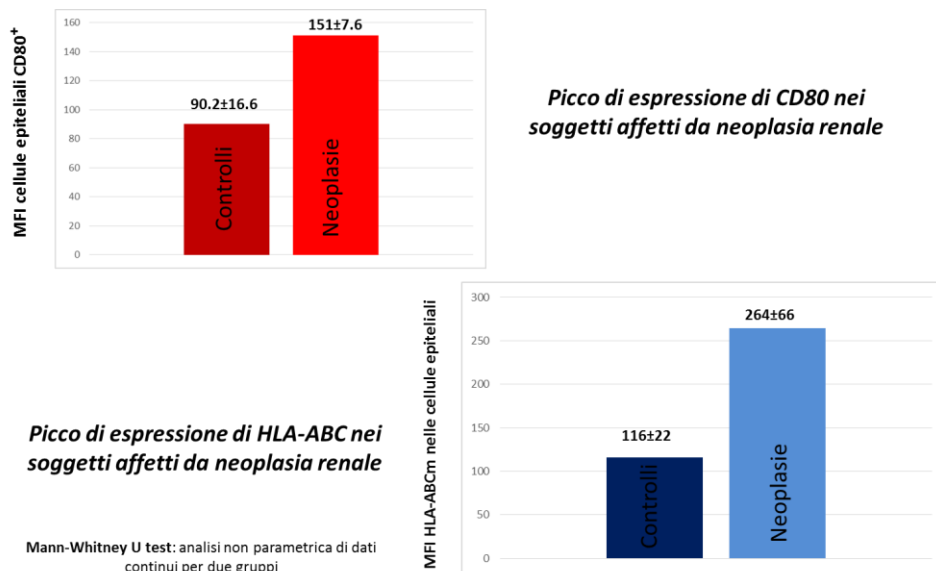 MFI cellule epiteliali CD80⁺
160
140
120
100
80
60
40
20
0
90.2±16.6
151±7.6
Controlli
Neoplasie
Picco di espressione di CD80 nei
soggetti affetti da neoplasia renale
MFI HLA-ABCm nelle cellule epiteliali
300
250
200
150
100
50
0
116±22
264±66
Controlli
Neoplasie
Picco di espressione di HLA-ABC nei
soggetti affetti da neoplasia renale
Mann-Whitney U test: analisi non parametrica di dati
continui per due gruppi